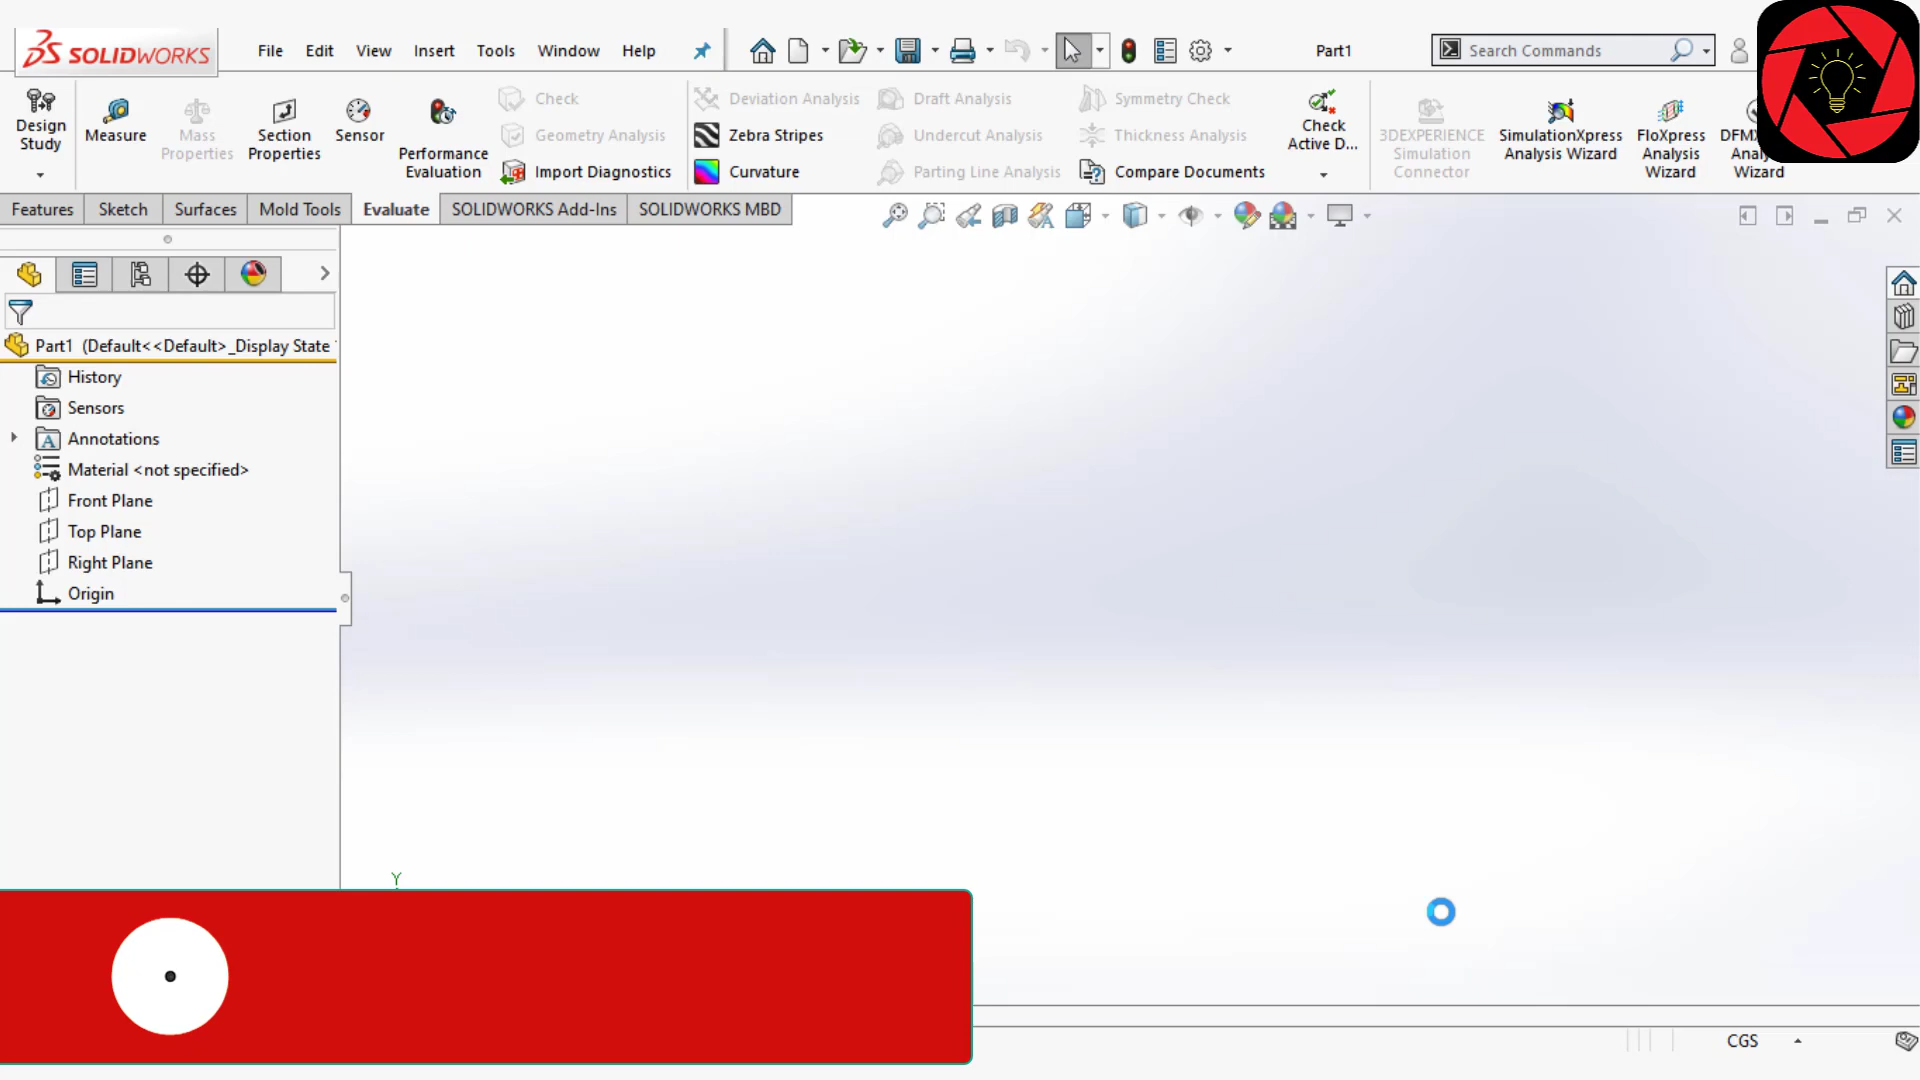 SOLIDWORKS
File Edit View Insert Tools Window Help
Part1
Search Commands
Design Study
Measure
Mass Properties
Section Properties
Sensor
Performance Evaluation
Check
Geometry Analysis
Import Diagnostics
Deviation Analysis
Zebra Stripes
Curvature
Draft Analysis
Undercut Analysis
Parting Line Analysis
Symmetry Check
Thickness Analysis
Compare Documents
Check Active D...
3DEXPERIENCE Simulation Connector
SimulationXpress Analysis Wizard
FloXpress Analysis Wizard
Wizard
Features Sketch Surfaces Mold Tools Evaluate SOLIDWORKS Add-Ins SOLIDWORKS MBD
Part1 (Default<<Default>_Display State
History
Sensors
Annotations
Material <not specified>
Front Plane
Top Plane
Right Plane
Origin
Y
CGS